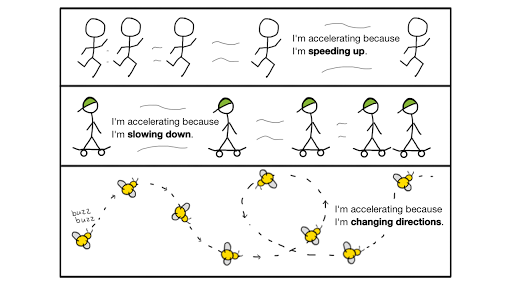 I'm accelerating because
I'm speeding up.
I'm accelerating because
I'm slowing down.
buzz
buzz
I'm accelerating because
I'm changing directions.